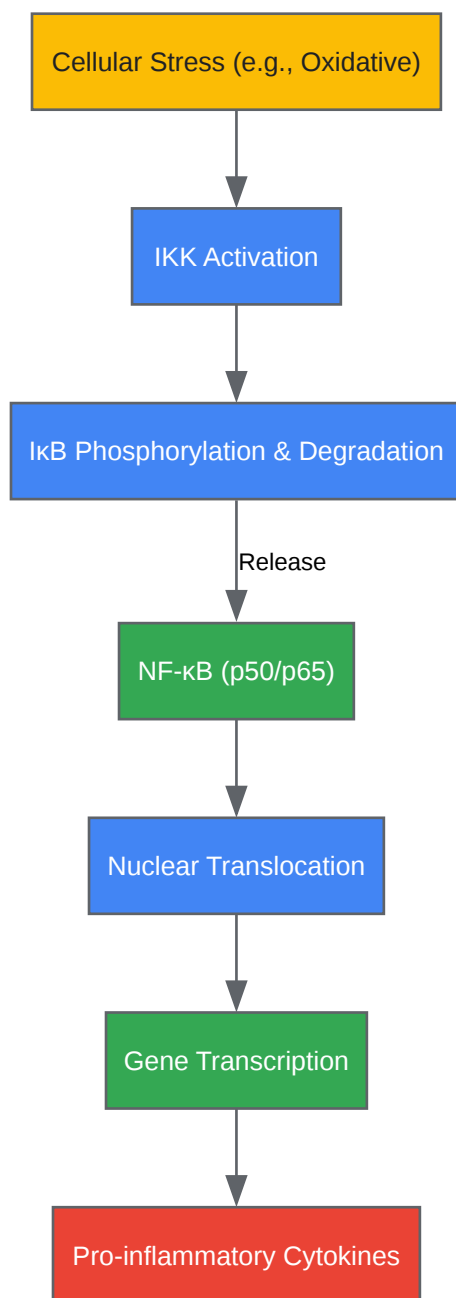 Cellular Stress (e.g., Oxidative)
IKK Activation
IκB Phosphorylation & Degradation
Release
NF-κB (p50/p65)
Nuclear Translocation
Gene Transcription
Pro-inflammatory Cytokines